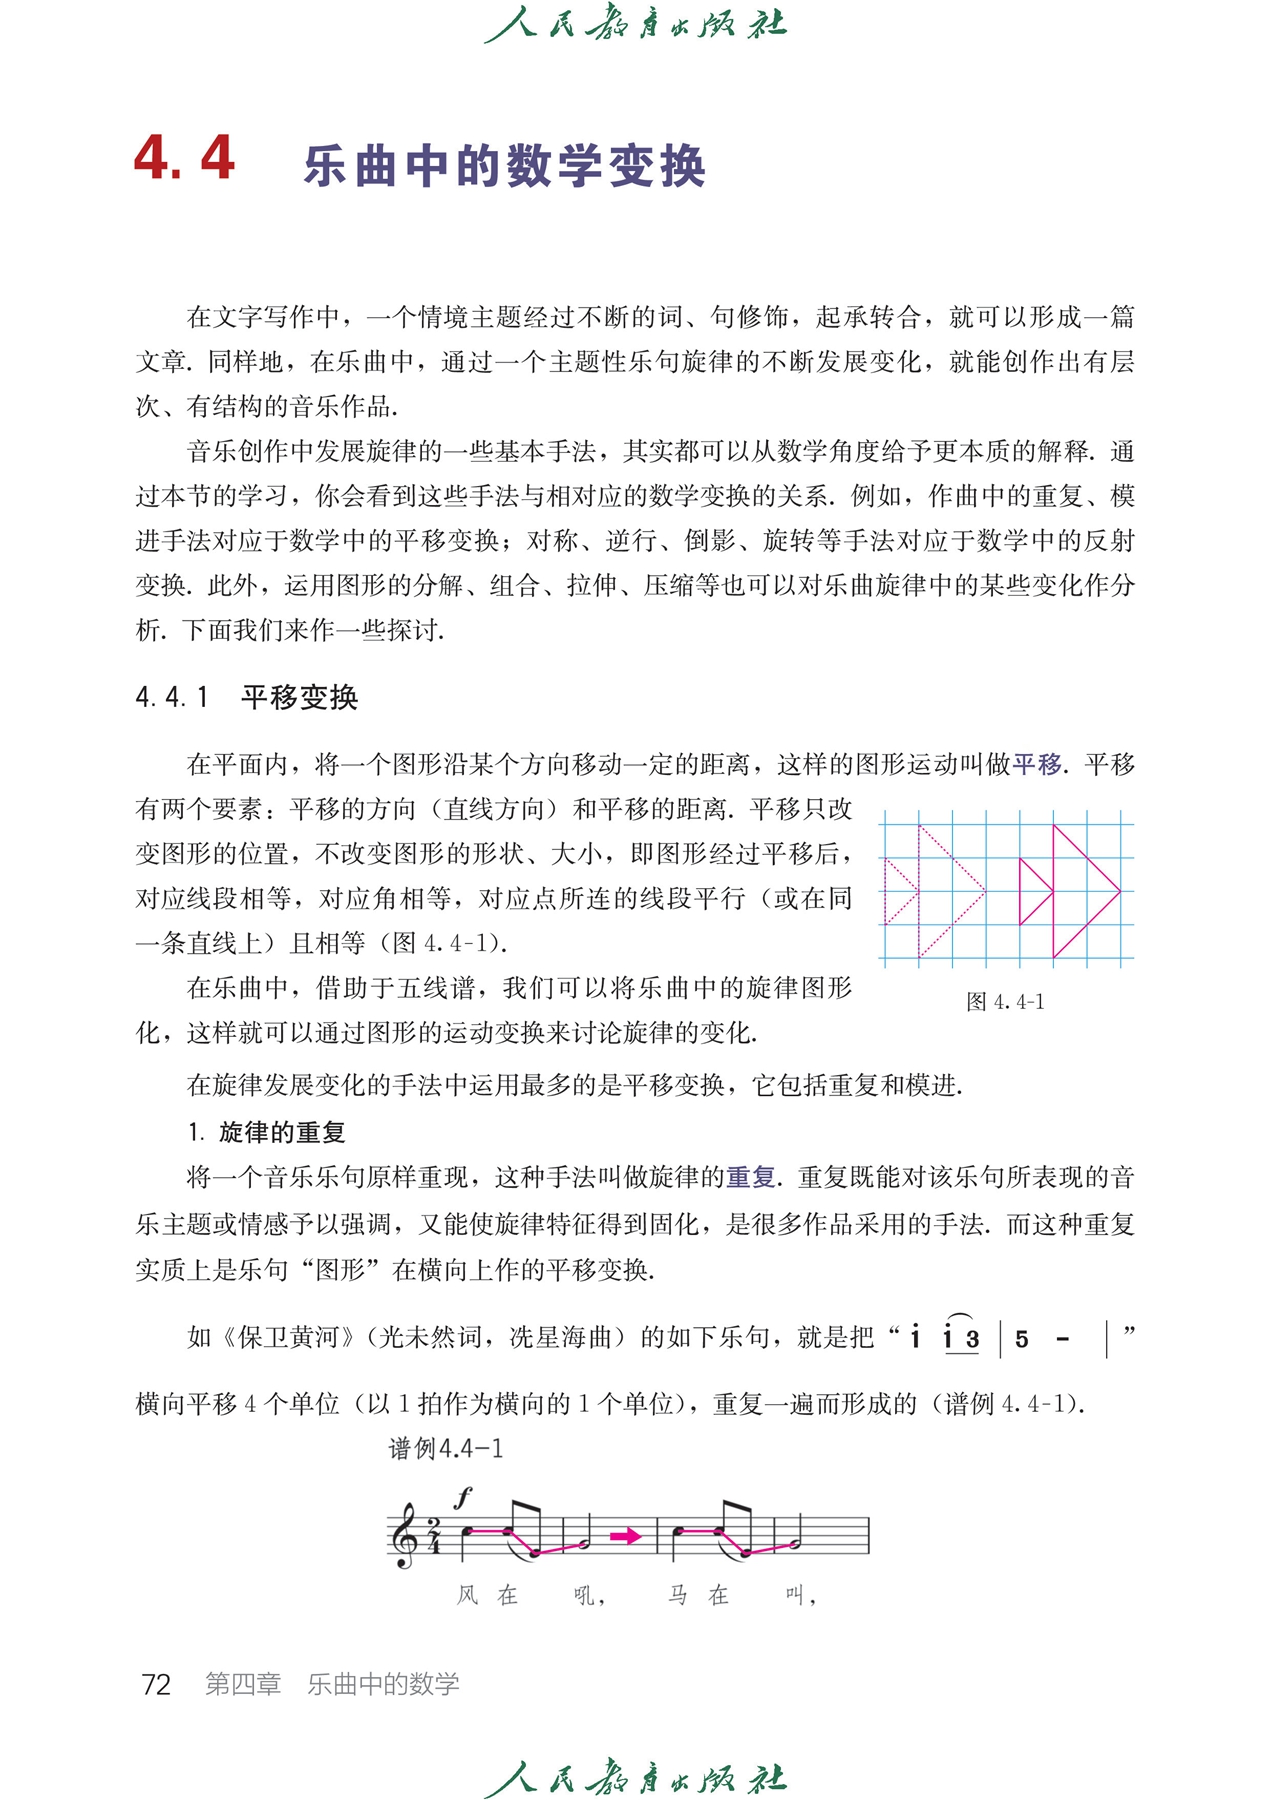 人民教育出版社
4.4 乐曲中的数学变换
在文字写作中，一个情境主题经过不断的词、句修饰，起承转合，就可以形成一篇
文章. 同样地，在乐曲中，通过一个主题性乐句旋律的不断发展变化，就能创作出有层
次、有结构的音乐作品.
音乐创作中发展旋律的一些基本手法，其实都可以从数学角度给予更本质的解释. 通
过本节的学习，你会看到这些手法与相对应的数学变换的关系. 例如，作曲中的重复、模
进手法对应于数学中的平移变换；对称、逆行、倒影、旋转等手法对应于数学中的反射
变换. 此外，运用图形的分解、组合、拉伸、压缩等也可以对乐曲旋律中的某些变化作分
析. 下面我们来作一些探讨.
4.4.1 平移变换
在平面内，将一个图形沿某个方向移动一定的距离，这样的图形运动叫做平移. 平移
有两个要素：平移的方向（直线方向）和平移的距离. 平移只改
变图形的位置，不改变图形的形状、大小，即图形经过平移后，
对应线段相等，对应角相等，对应点所连的线段平行（或在同
一条直线上）且相等（图 4.4-1）.
在乐曲中，借助于五线谱，我们可以将乐曲中的旋律图形
化，这样就可以通过图形的运动变换来讨论旋律的变化.
图 4.4-1
在旋律发展变化的手法中运用最多的是平移变换，它包括重复和模进.
1. 旋律的重复
将一个音乐乐句原样重现，这种手法叫做旋律的重复. 重复既能对该乐句所表现的音
乐主题或情感予以强调，又能使旋律特征得到固化，是很多作品采用的手法. 而这种重复
实质上是乐句“图形”在横向上作的平移变换.
如《保卫黄河》（光未然词，冼星海曲）的如下乐句，就是把“i i 3 | 5 - |”
横向平移 4 个单位（以 1 拍作为横向的 1 个单位），重复一遍而形成的（谱例 4.4-1）.
谱例4.4-1
f
2
4
风 在 吼， 马 在 叫，
72 第四章 乐曲中的数学
人民教育出版社